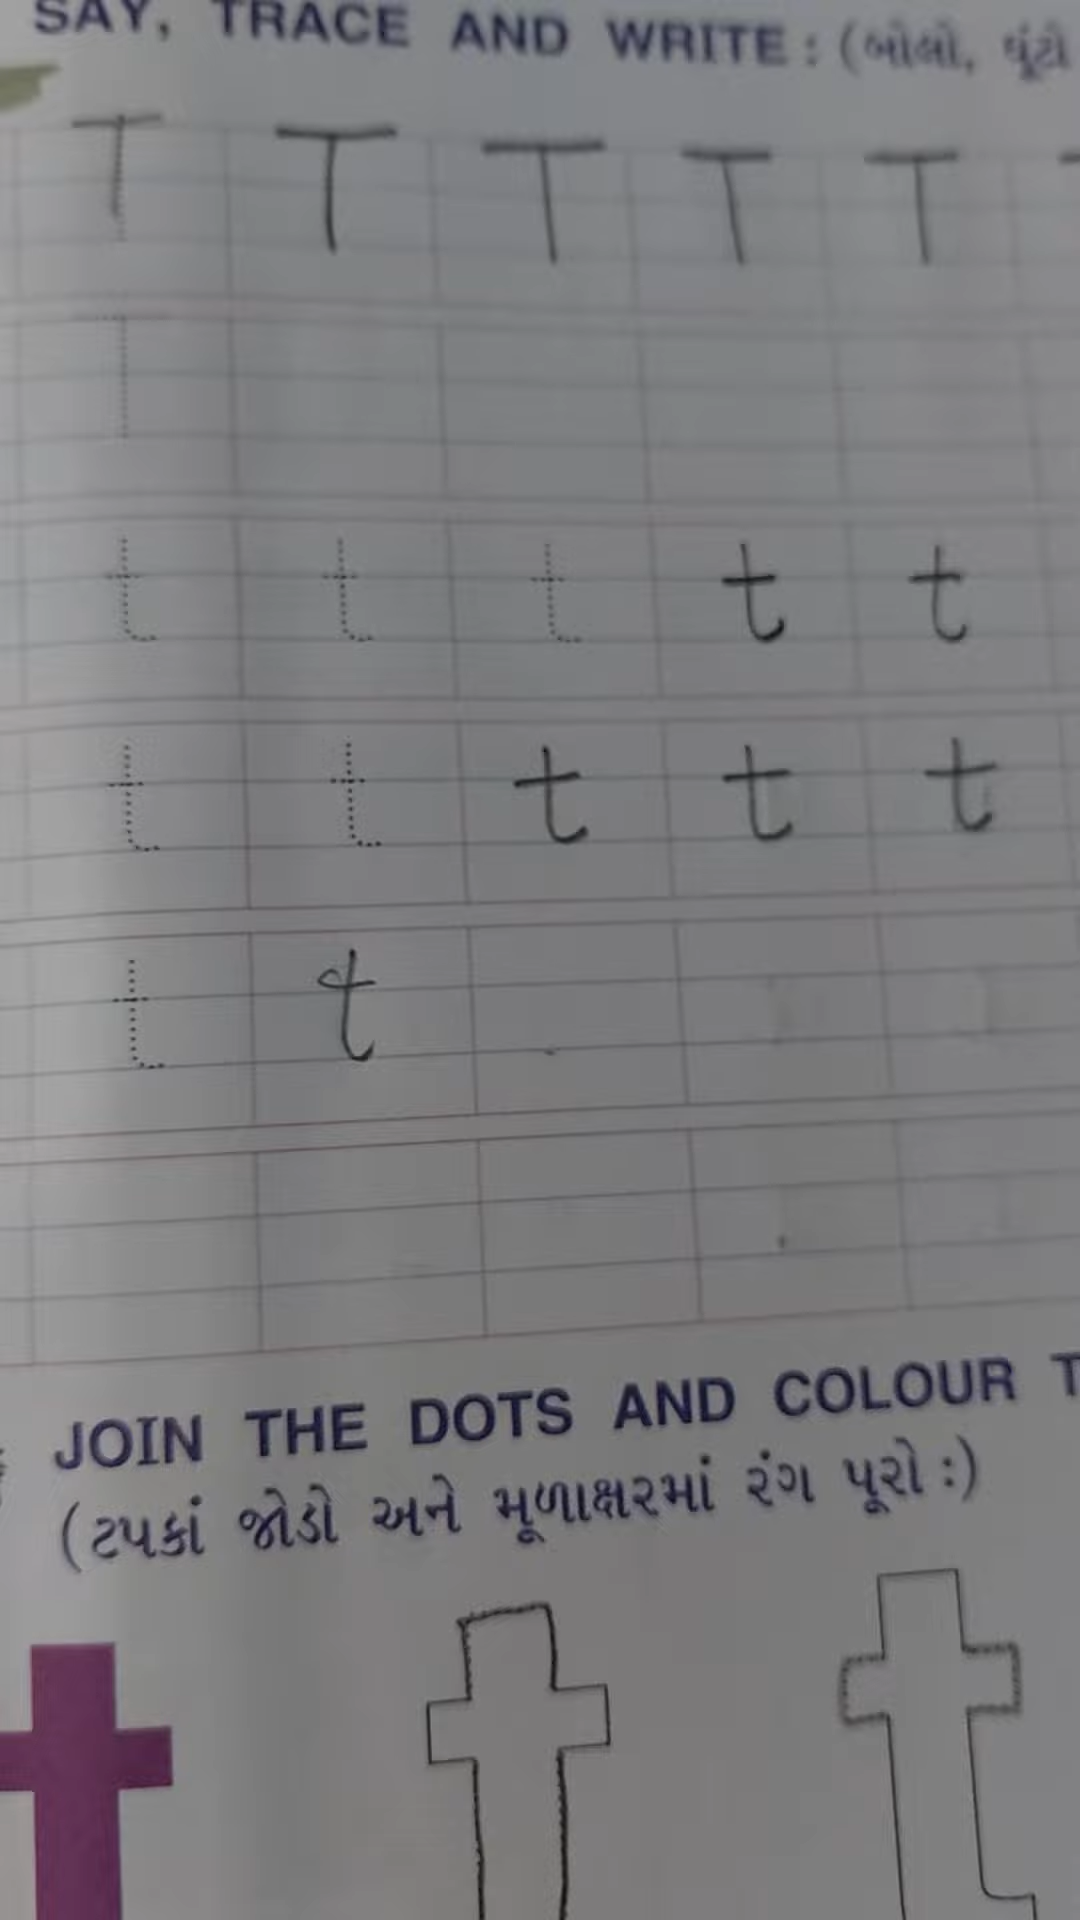 SAY, TRACE AND WRITE : (બોલો, ઘૂંટો
T T T T T
T
t t t t t
t t t t t
t t
JOIN THE DOTS AND COLOUR T
(ટપકાં જોડો અને મૂળાક્ષરમાં રંગ પૂરો :)
t t t